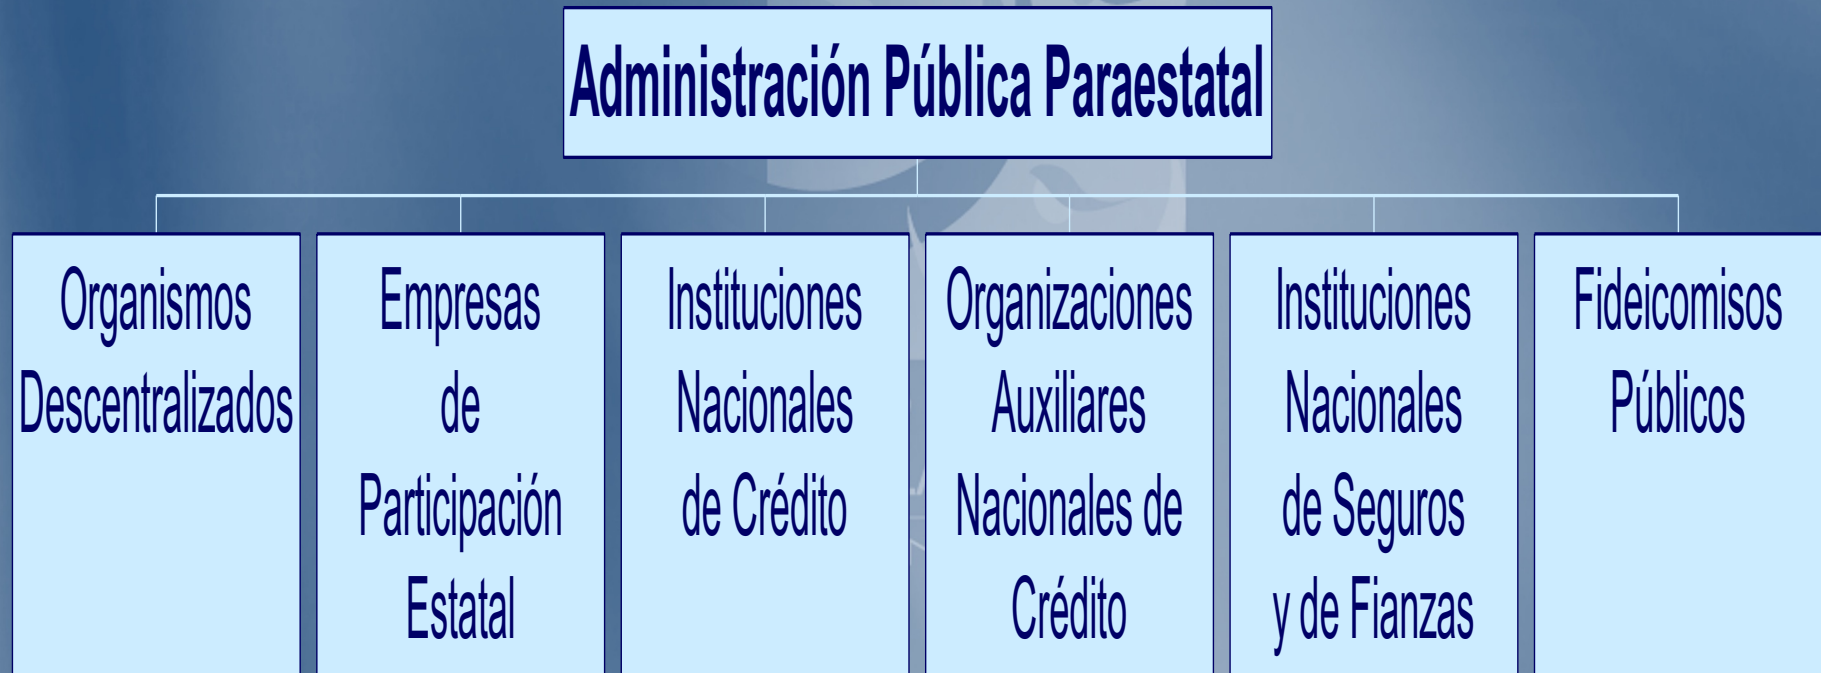 Administración Pública Paraestatal
Organismos
Descentralizados
Empresas
de
Participación
Estatal
Instituciones
Nacionales
de Crédito
Organizaciones
Auxiliares
Nacionales de
Crédito
Instituciones
Nacionales
de Seguros
y de Fianzas
Fideicomisos
Públicos